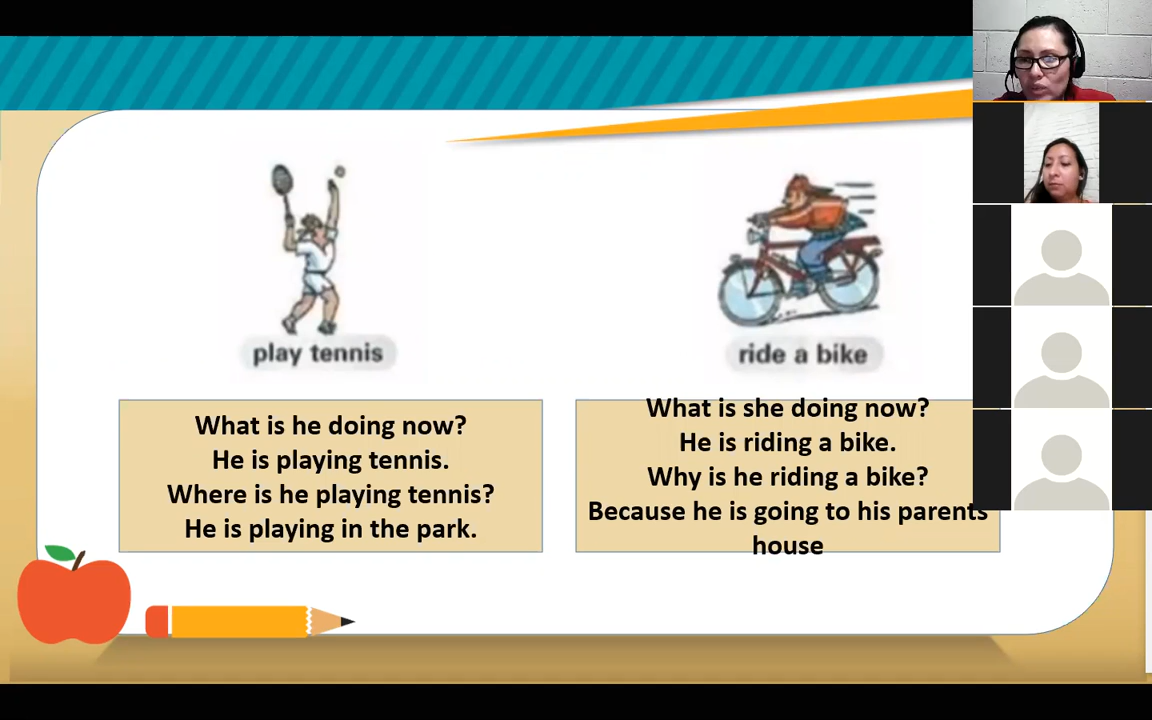 play tennis
ride a bike
What is he doing now?
He is playing tennis.
Where is he playing tennis?
He is playing in the park.
What is she doing now?
He is riding a bike.
Why is he riding a bike?
Because he is going to his parents
house